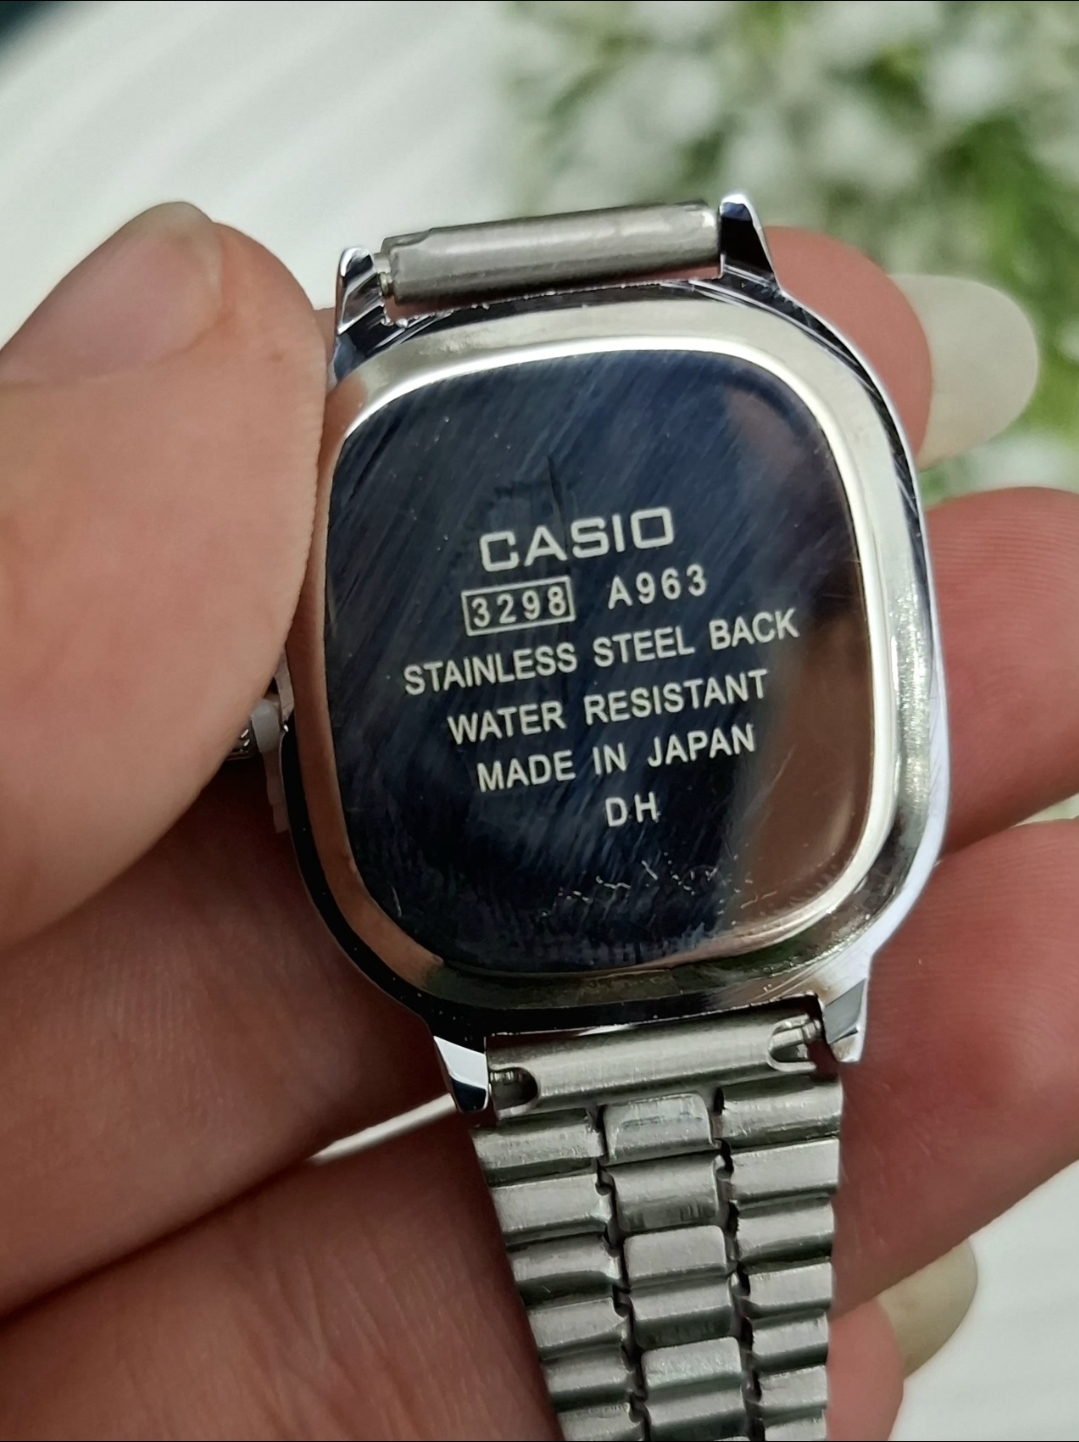 CASIO
3298 A963
STAINLESS STEEL BACK
WATER RESISTANT
MADE IN JAPAN
DH